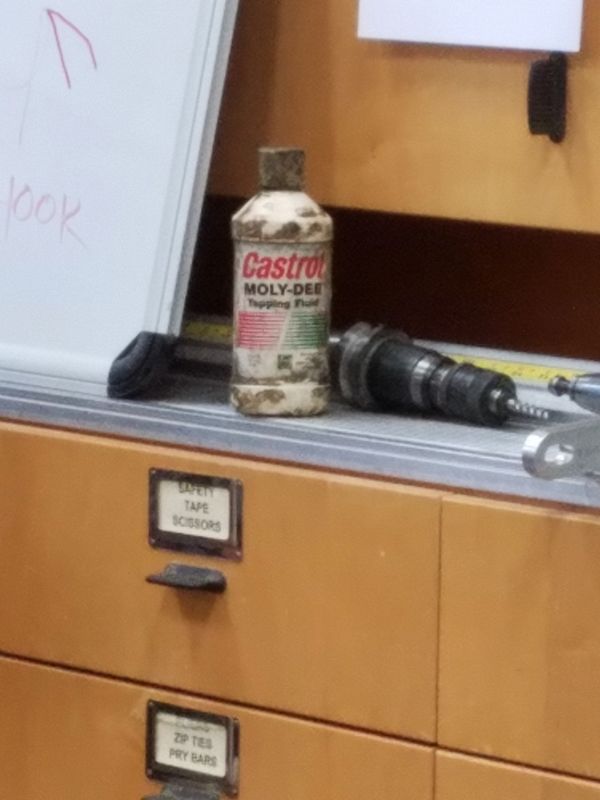 HOOK
Castrol
MOLY-DEE
Tapping Fluid
SAFETY
TAPE
SCISSORS
ZIP TIES
PRY BARS